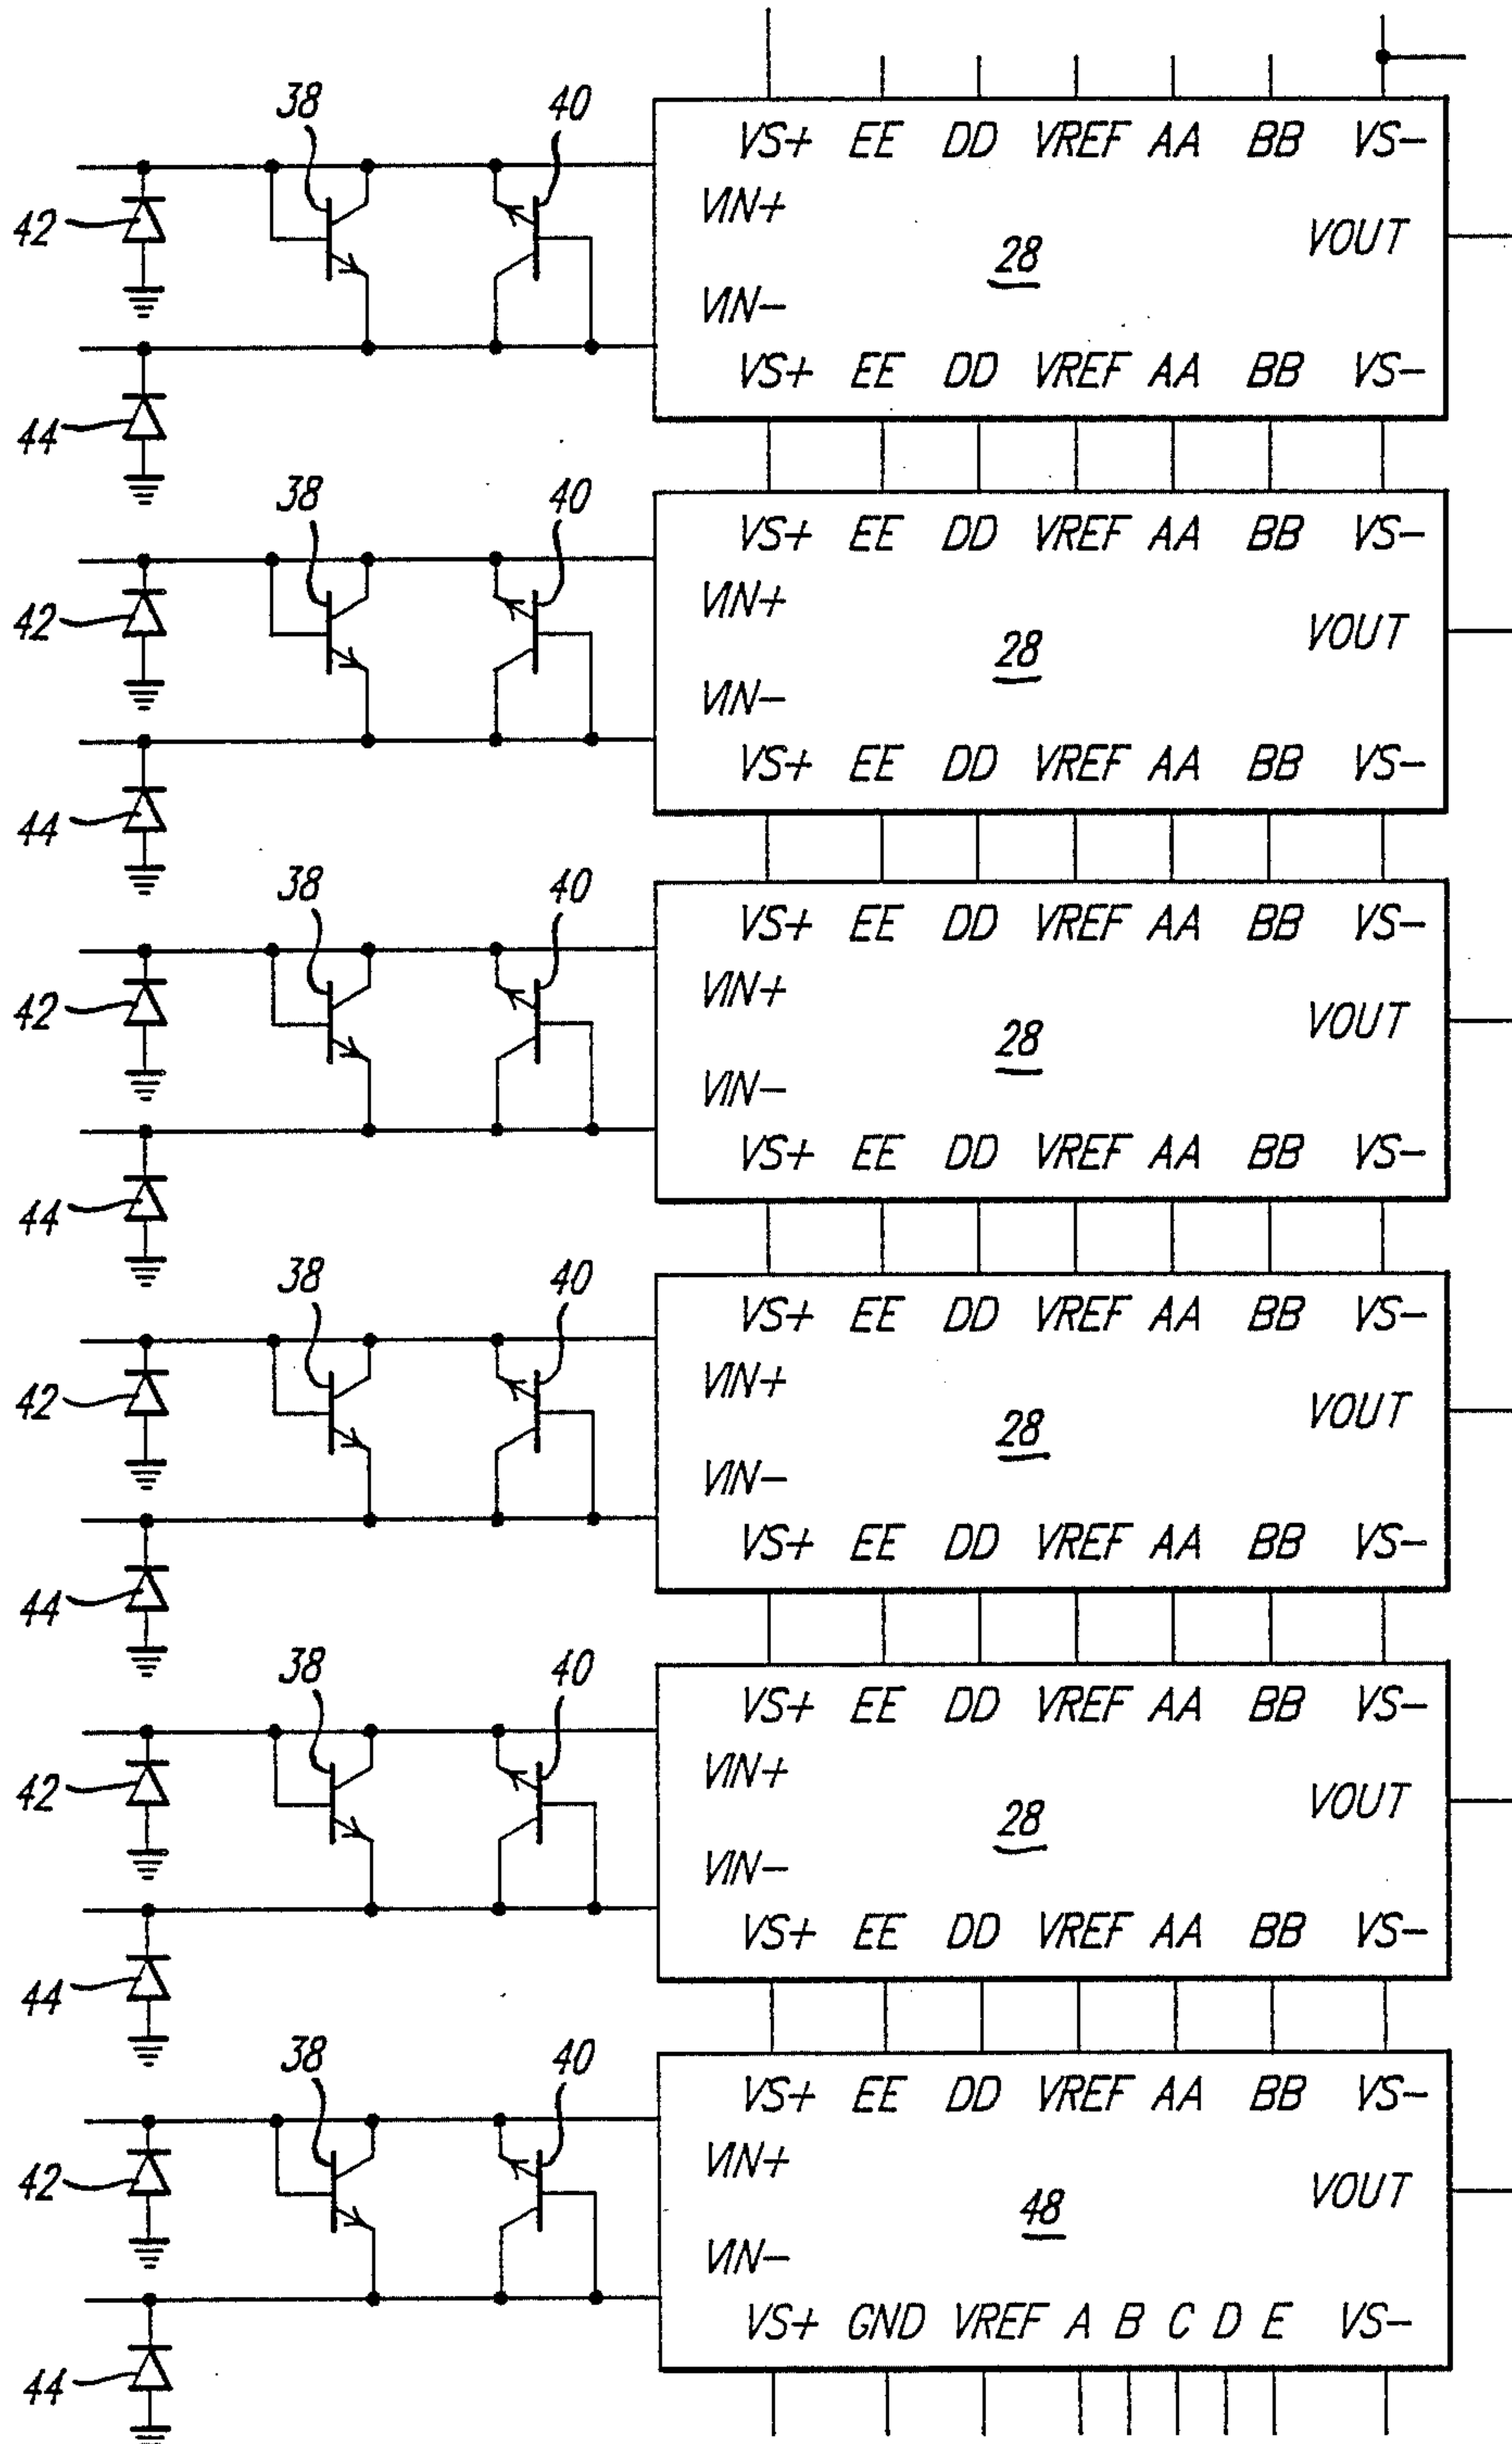 38 40
VS+ EE DD VREF AA BB VS-
VIN+
42 28 VOUT
VIN-
VS+ EE DD VREF AA BB VS-
44
38 40
VS+ EE DD VREF AA BB VS-
VIN+
42 28 VOUT
VIN-
VS+ EE DD VREF AA BB VS-
44
38 40
VS+ EE DD VREF AA BB VS-
VIN+
42 28 VOUT
VIN-
VS+ EE DD VREF AA BB VS-
44
38 40
VS+ EE DD VREF AA BB VS-
VIN+
42 28 VOUT
VIN-
VS+ EE DD VREF AA BB VS-
44
38 40
VS+ EE DD VREF AA BB VS-
VIN+
42 28 VOUT
VIN-
VS+ EE DD VREF AA BB VS-
44
38 40
VS+ EE DD VREF AA BB VS-
VIN+
42 48 VOUT
VIN-
VS+ GND VREF A B C D E VS-
44